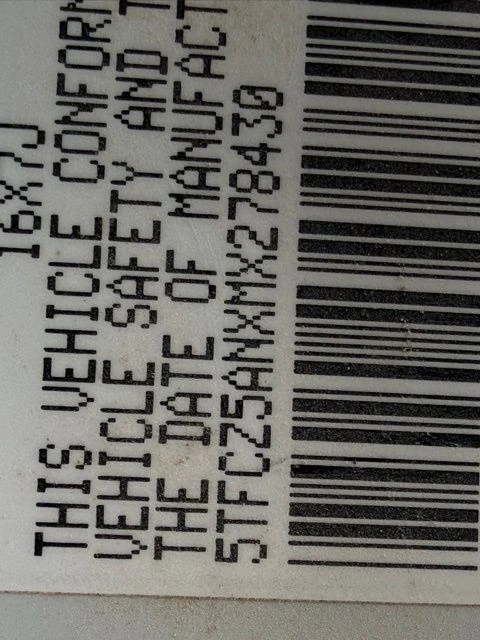 16X7J
THIS VEHICLE CONFOR
VEHICLE SAFETY AND T
THE DATE OF MANUFACT
5TFCZ5ANXMX278430